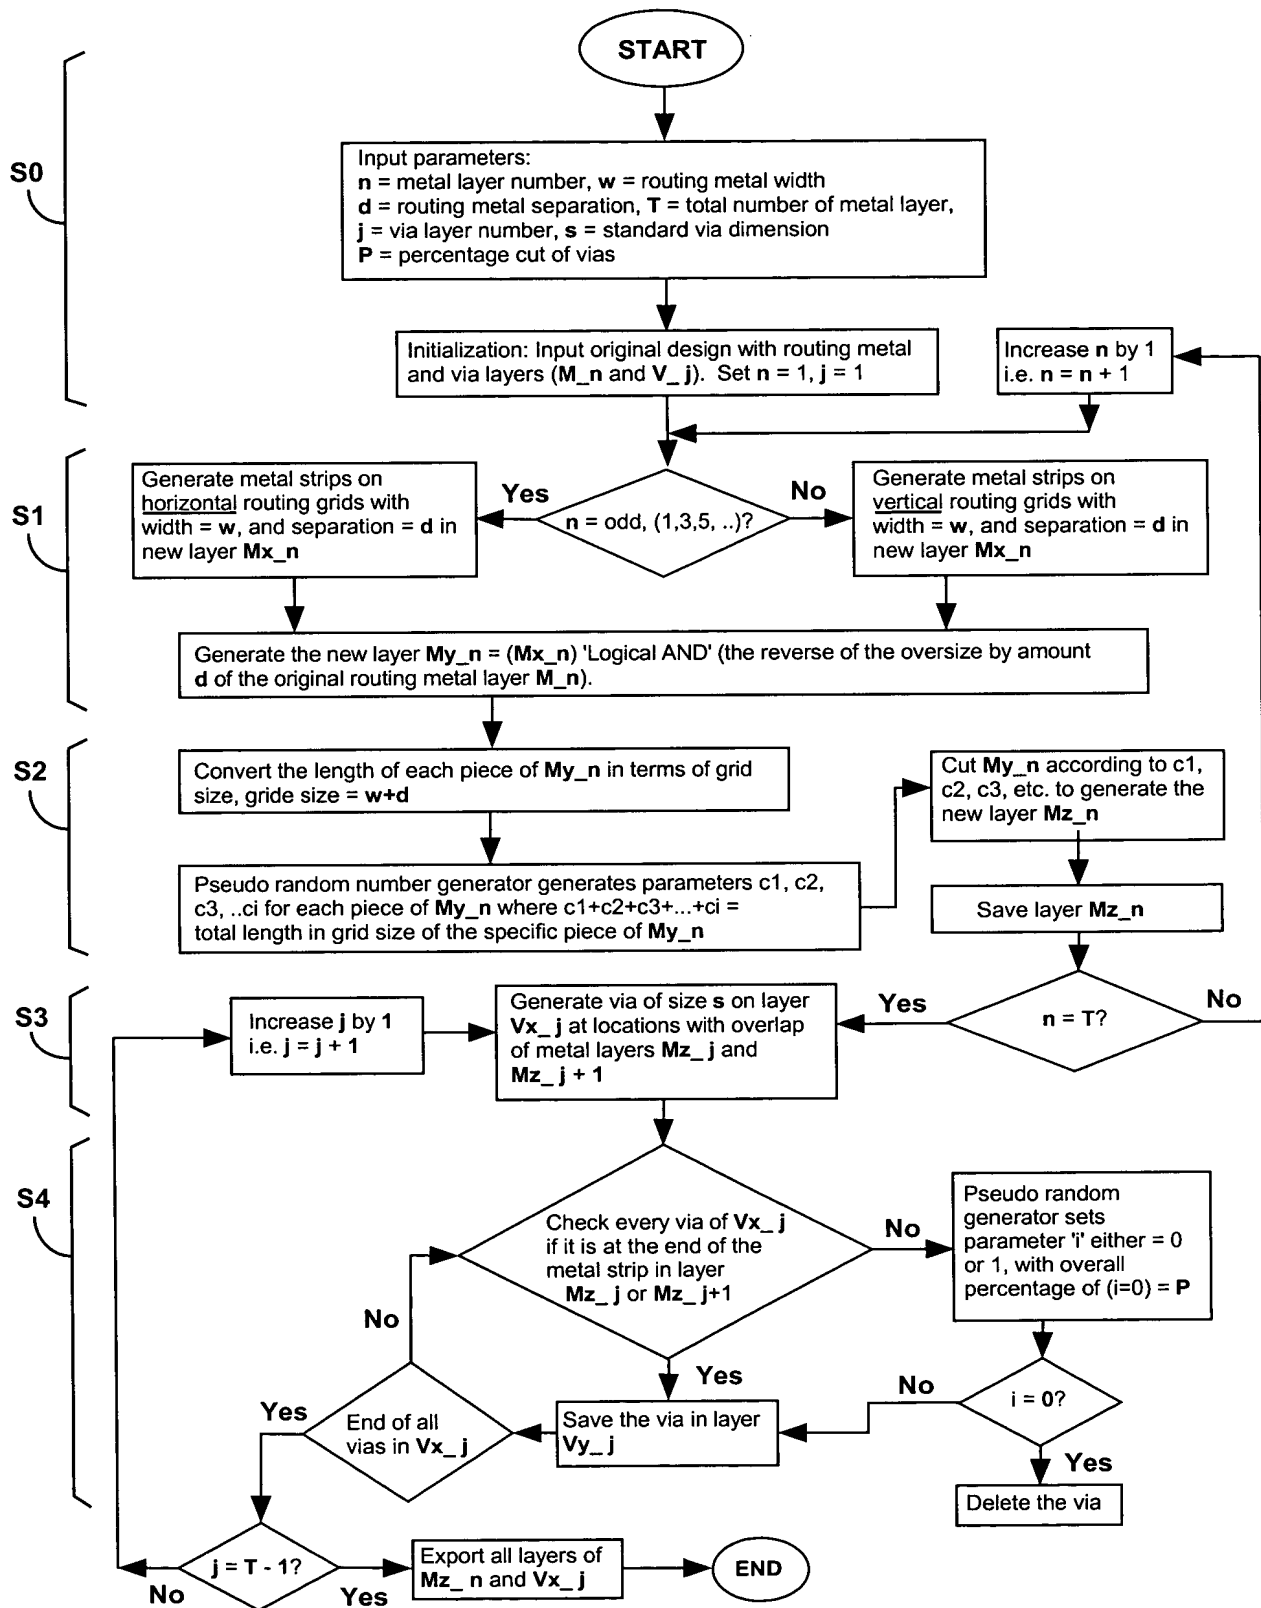 START
S0
Input parameters:
n = metal layer number, w = routing metal width
d = routing metal separation, T = total number of metal layer,
j = via layer number, s = standard via dimension
P = percentage cut of vias
Initialization: Input original design with routing metal
and via layers (M_n and V_ j). Set n = 1, j = 1
Increase n by 1
i.e. n = n + 1
S1
Generate metal strips on
horizontal routing grids with
width = w, and separation = d in
new layer Mx_n
Yes
n = odd, (1,3,5, ..)?
No
Generate metal strips on
vertical routing grids with
width = w, and separation = d in
new layer Mx_n
Generate the new layer My_n = (Mx_n) 'Logical AND' (the reverse of the oversize by amount
d of the original routing metal layer M_n).
S2
Convert the length of each piece of My_n in terms of grid
size, gride size = w+d
Cut My_n according to c1,
c2, c3, etc. to generate the
new layer Mz_n
Pseudo random number generator generates parameters c1, c2,
c3, ..ci for each piece of My_n where c1+c2+c3+...+ci =
total length in grid size of the specific piece of My_n
Save layer Mz_n
S3
Increase j by 1
i.e. j = j + 1
Generate via of size s on layer
Vx_ j at locations with overlap
of metal layers Mz_ j and
Mz_ j + 1
Yes
n = T?
No
S4
Check every via of Vx_ j
if it is at the end of the
metal strip in layer
Mz_ j or Mz_ j+1
No
Pseudo random
generator sets
parameter 'i' either = 0
or 1, with overall
percentage of (i=0) = P
No
Yes
No
i = 0?
Yes
End of all
vias in Vx_ j
Save the via in layer
Vy_ j
Yes
Delete the via
j = T - 1?
No
Yes
Export all layers of
Mz_ n and Vx_ j
END